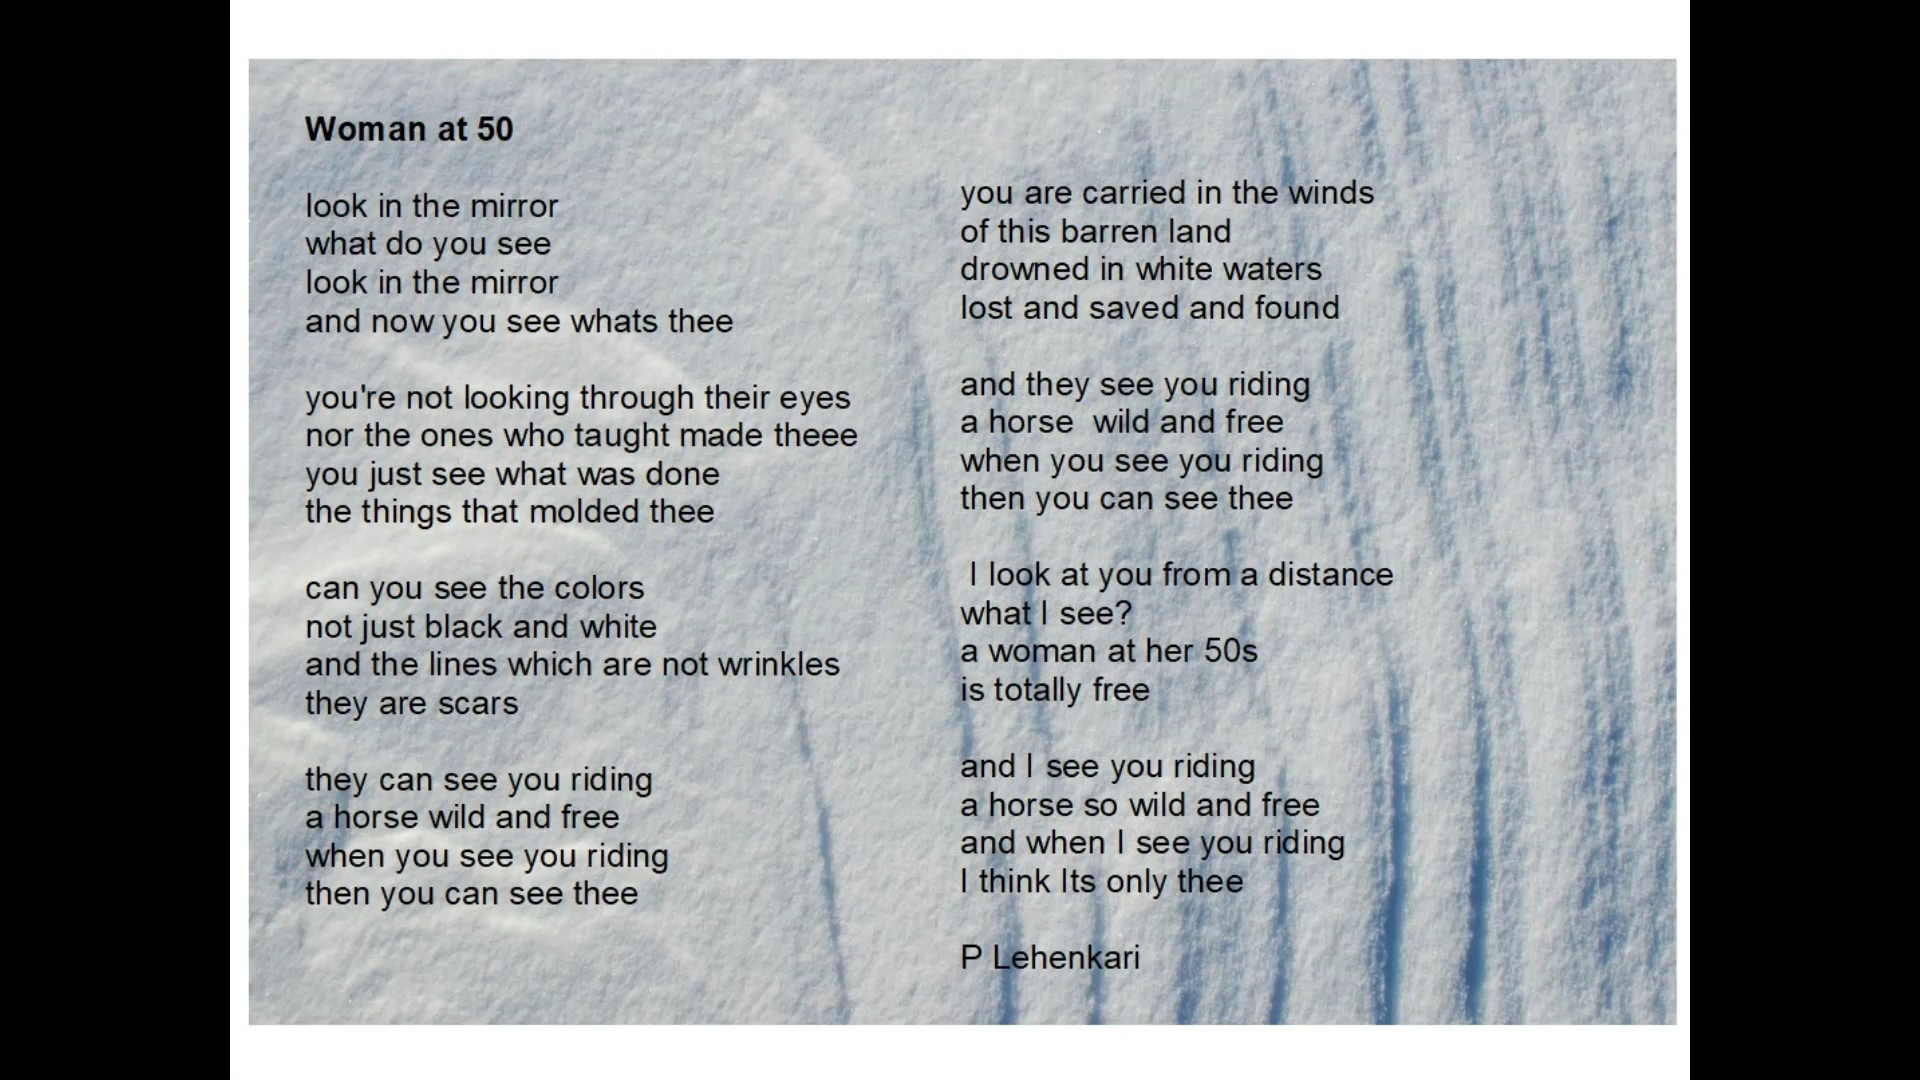 Woman at 50
look in the mirror
what do you see
look in the mirror
and now you see whats thee
you're not looking through their eyes
nor the ones who taught made theee
you just see what was done
the things that molded thee
can you see the colors
not just black and white
and the lines which are not wrinkles
they are scars
they can see you riding
a horse wild and free
when you see you riding
then you can see thee
you are carried in the winds
of this barren land
drowned in white waters
lost and saved and found
and they see you riding
a horse  wild and free
when you see you riding
then you can see thee
I look at you from a distance
what I see?
a woman at her 50s
is totally free
and I see you riding
a horse so wild and free
and when I see you riding
I think Its only thee
P Lehenkari